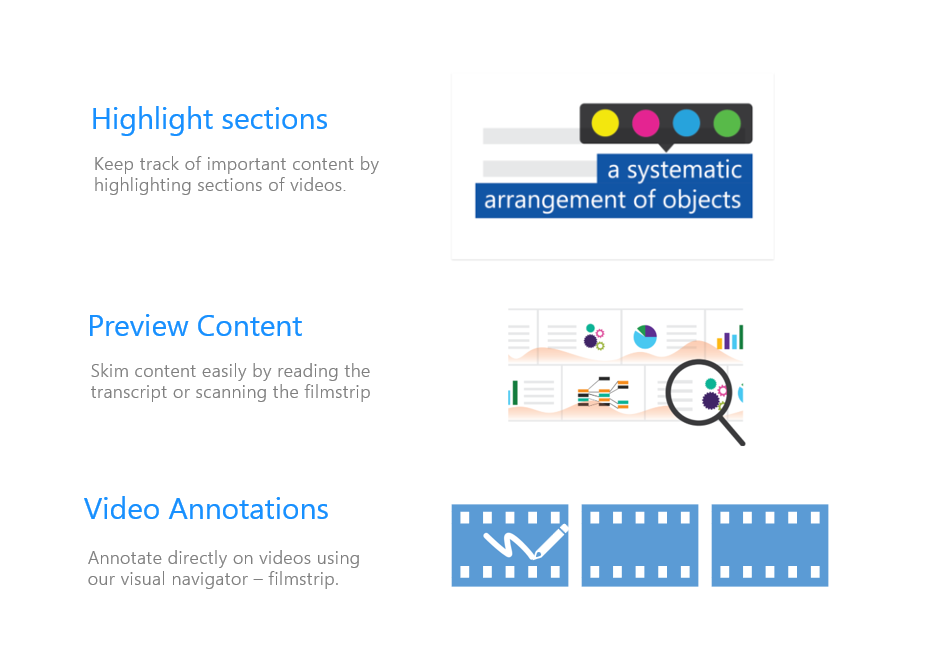 Highlight sections
Keep track of important content by
highlighting sections of videos.
a systematic
arrangement of objects
Preview Content
Skim content easily by reading the
transcript or scanning the filmstrip
Video Annotations
Annotate directly on videos using
our visual navigator – filmstrip.